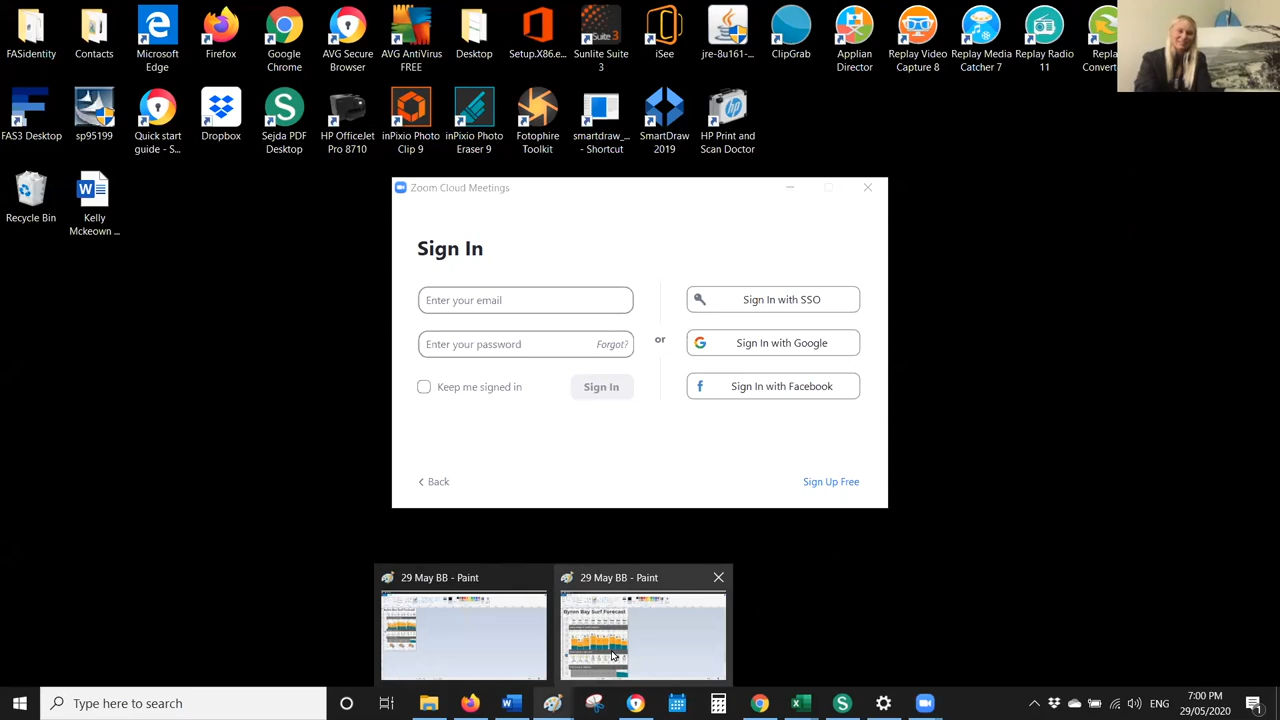 FASidentity
Contacts
Microsoft
Edge
Firefox
Google
Chrome
AVG Secure
Browser
AVG AntiVirus
FREE
Desktop
Setup.X86.e...
Sunlite Suite
3
iSee
jre-8u161-...
ClipGrab
Applian
Director
Replay Video
Capture 8
Replay Media
Catcher 7
Replay Radio
11
Repla
Convert
FAS3 Desktop
sp95199
Quick start
guide - S...
Dropbox
Sejda PDF
Desktop
HP OfficeJet
Pro 8710
inPixio Photo
Clip 9
inPixio Photo
Eraser 9
Fotophire
Toolkit
smartdraw_...
- Shortcut
SmartDraw
2019
HP Print and
Scan Doctor
Recycle Bin
Kelly
Mckeown ...
Zoom Cloud Meetings
Sign In
Enter your email
Enter your password
Forgot?
Keep me signed in
Sign In
or
Sign In with SSO
Sign In with Google
Sign In with Facebook
Back
Sign Up Free
29 May BB - Paint
29 May BB - Paint
Byron Bay Surf Forecast
Byron Bay Surf Forecast
Type here to search
ENG
7:00 PM
29/05/2020